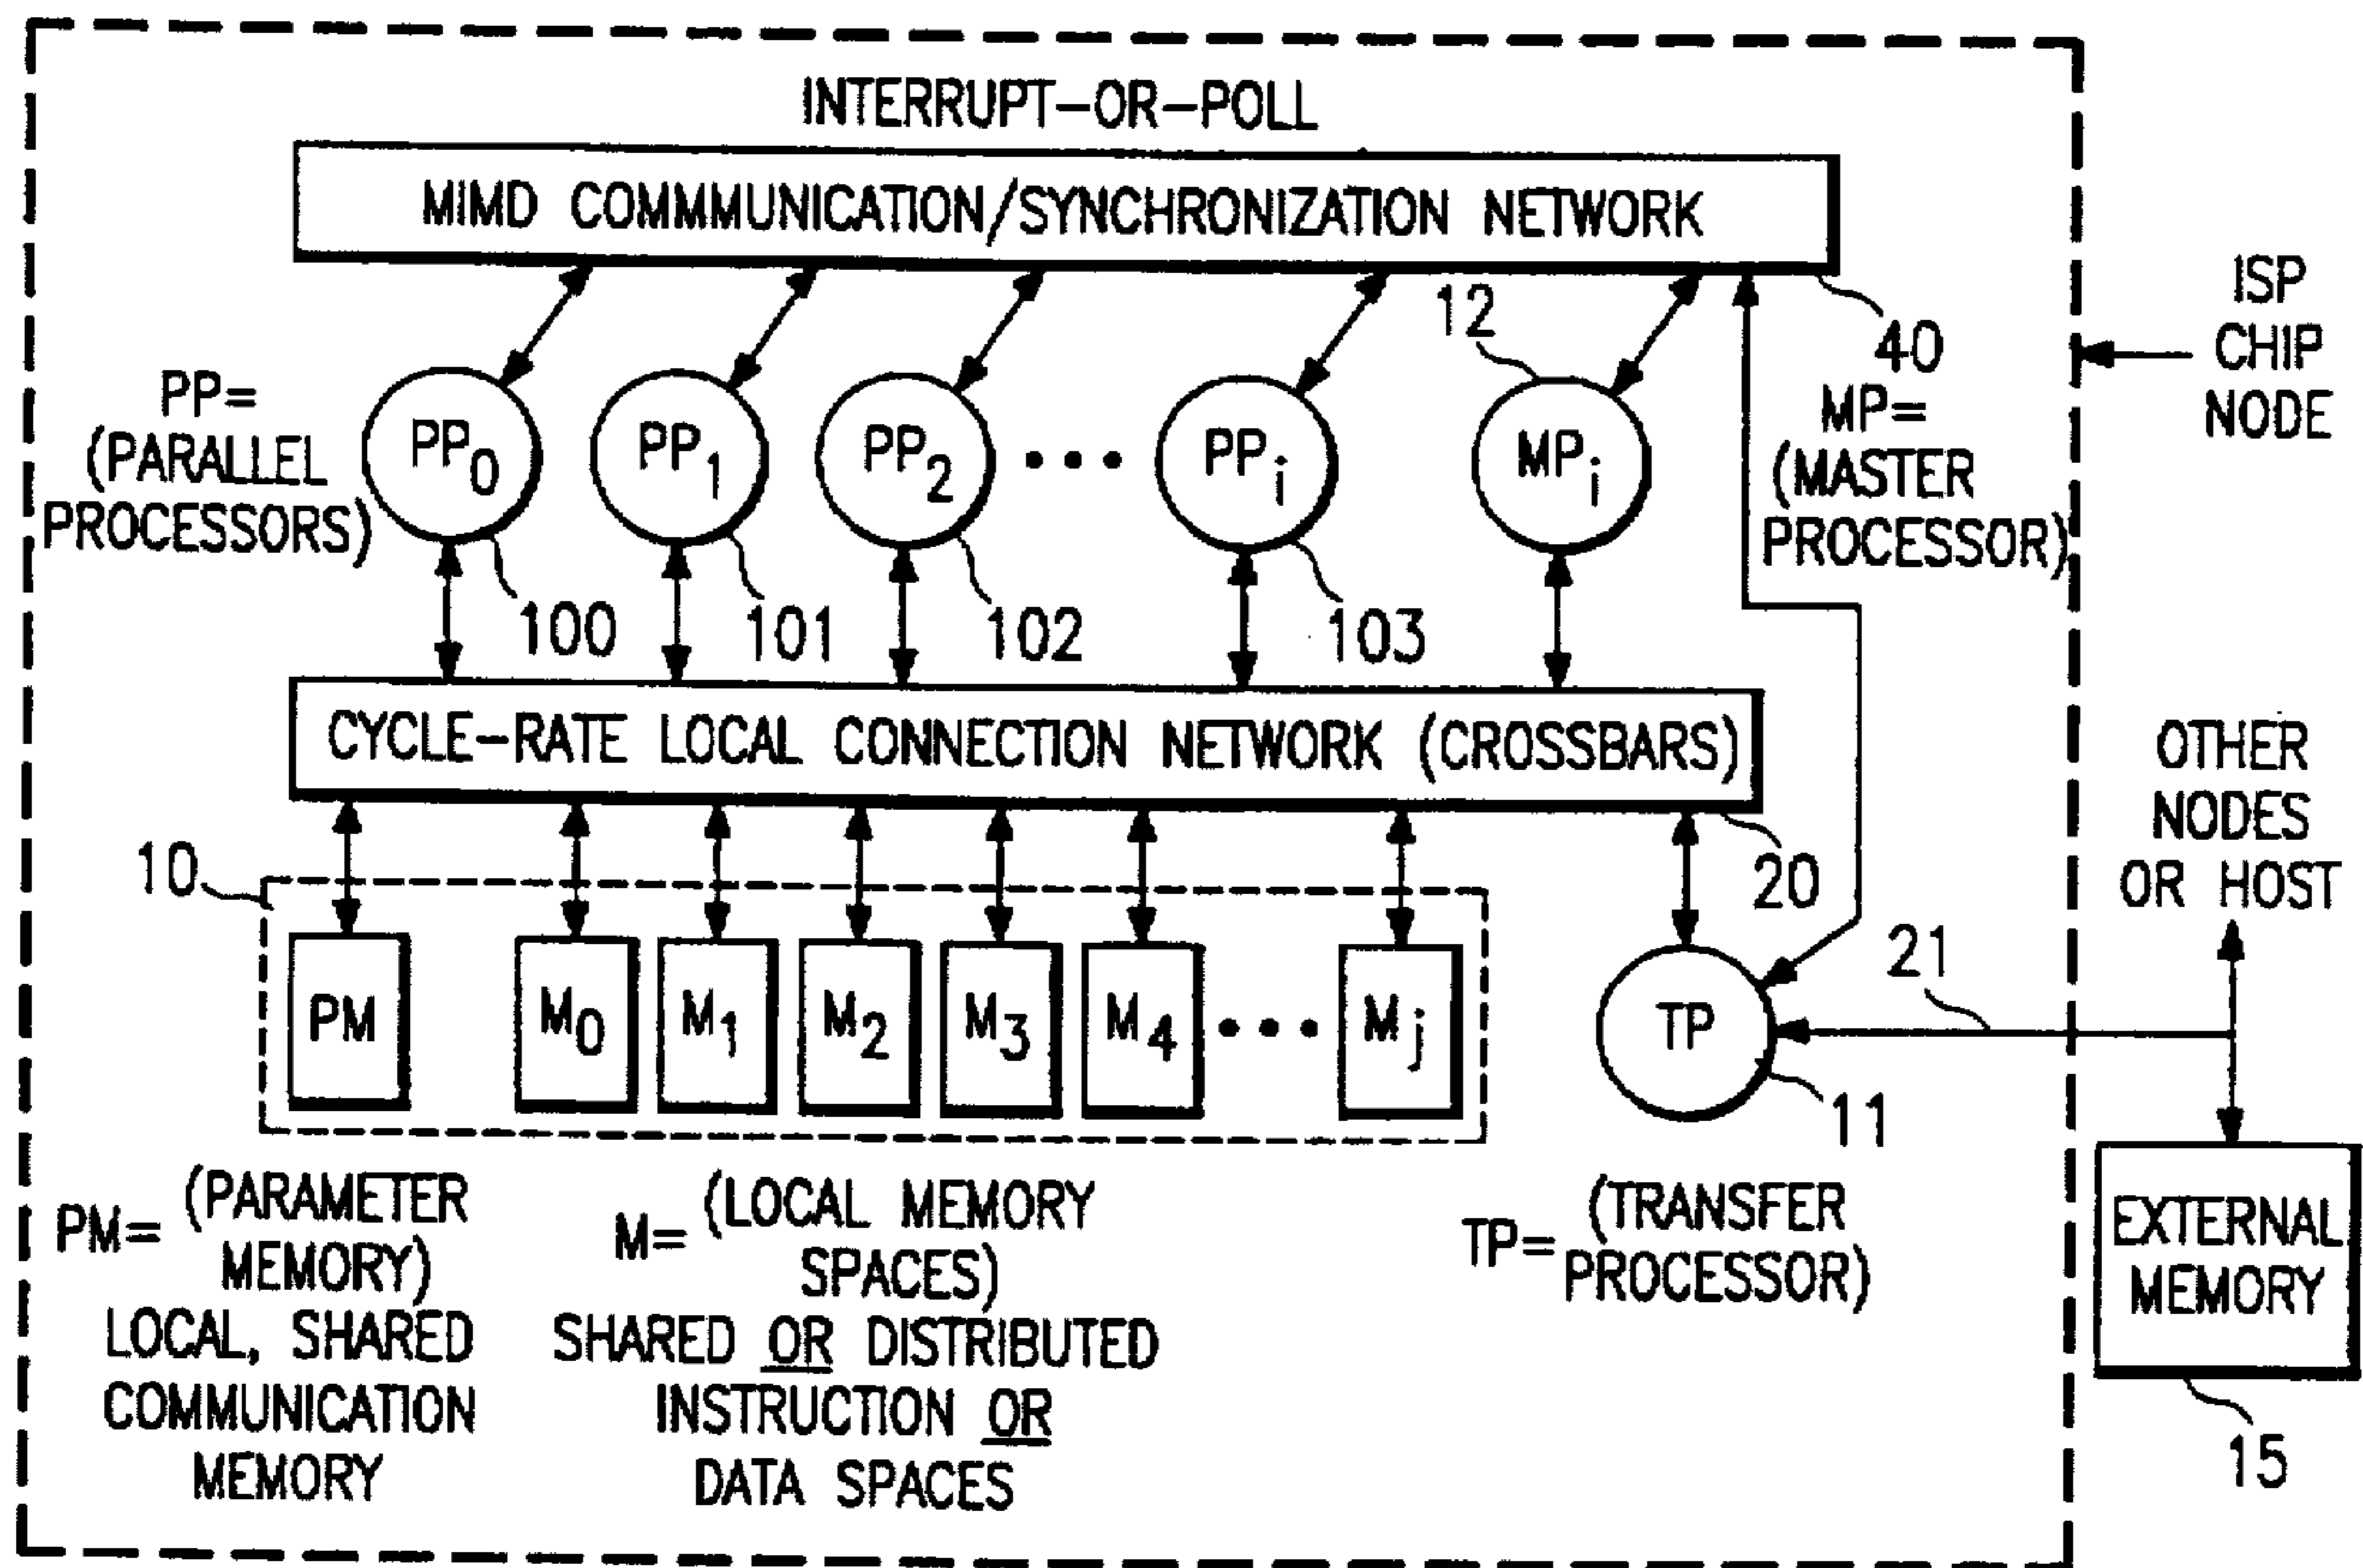 INTERRUPT-OR-POLL
MIMD COMMMUNICATION/SYNCHRONIZATION NETWORK
40
12
ISP
CHIP
NODE
PP=
(PARALLEL
PROCESSORS)
PP0
PP1
PP2
•••
PPi
MPi
MP=
(MASTER
PROCESSOR)
100
101
102
103
CYCLE-RATE LOCAL CONNECTION NETWORK (CROSSBARS)
20
OTHER
NODES
OR HOST
10
21
PM
M0
M1
M2
M3
M4
•••
Mj
TP
11
PM= (PARAMETER
MEMORY)
LOCAL, SHARED
COMMUNICATION
MEMORY
M= (LOCAL MEMORY
SPACES)
SHARED OR DISTRIBUTED
INSTRUCTION OR
DATA SPACES
TP= (TRANSFER
PROCESSOR)
EXTERNAL
MEMORY
15